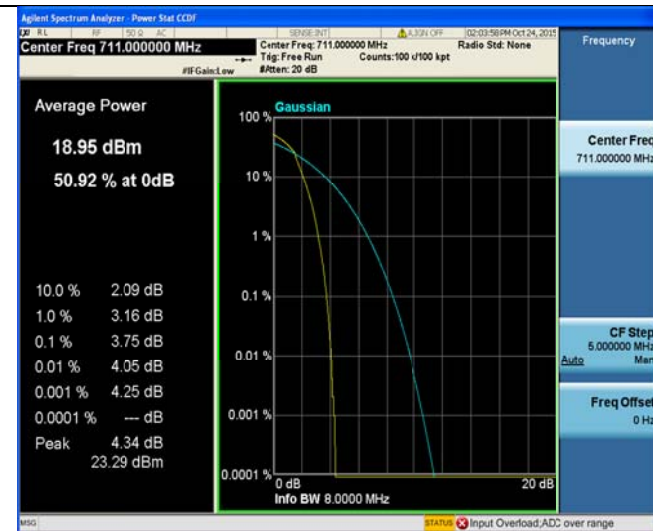 Agilent Spectrum Analyzer - Power Stat CCDF
RL RF 50 Ω AC SENSE:INT ALIGN OFF 02:03:58 PM Oct 24, 2015
Center Freq 711.000000 MHz
Center Freq: 711.000000 MHz Radio Std: None
Trig: Free Run Counts:100 k/100 kpt
#IFGain:Low #Atten: 20 dB
Frequency
Average Power
18.95 dBm
50.92 % at 0dB
10.0 % 2.09 dB
1.0 % 3.16 dB
0.1 % 3.75 dB
0.01 % 4.05 dB
0.001 % 4.25 dB
0.0001 % --- dB
Peak 4.34 dB
23.29 dBm
Gaussian
100 %
10 %
1 %
0.1 %
0.01 %
0.001 %
0.0001 %
0 dB 20 dB
Info BW 8.0000 MHz
Center Freq
711.000000 MHz
CF Step
5.000000 MHz
Auto Man
Freq Offset
0 Hz
MSG STATUS Input Overload;ADC over range